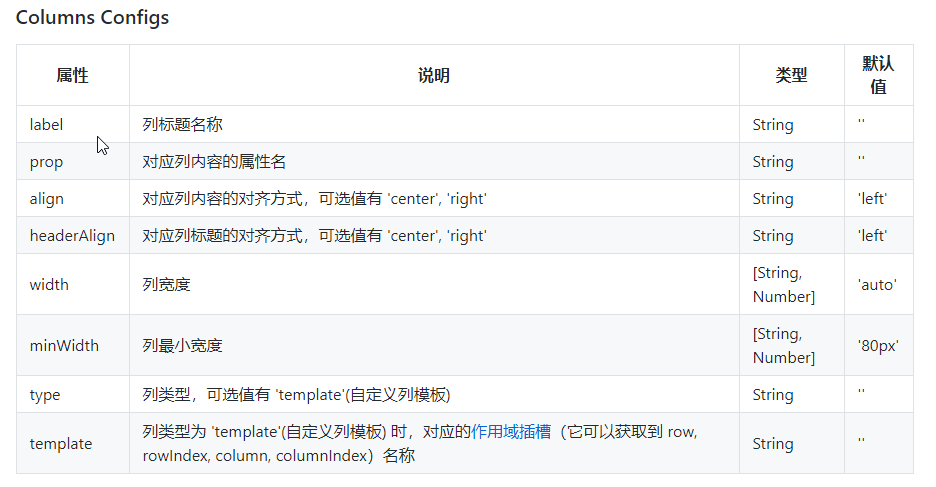 Columns Configs
属性 说明 类型 默认值
label 列标题名称 String ''
prop 对应列内容的属性名 String ''
align 对应列内容的对齐方式，可选值有 'center', 'right' String 'left'
headerAlign 对应列标题的对齐方式，可选值有 'center', 'right' String 'left'
width 列宽度 [String, Number] 'auto'
minWidth 列最小宽度 [String, Number] '80px'
type 列类型，可选值有 'template'(自定义列模板) String ''
template 列类型为 'template'(自定义列模板) 时，对应的作用域插槽（它可以获取到 row, rowIndex, column, columnIndex）名称 String ''